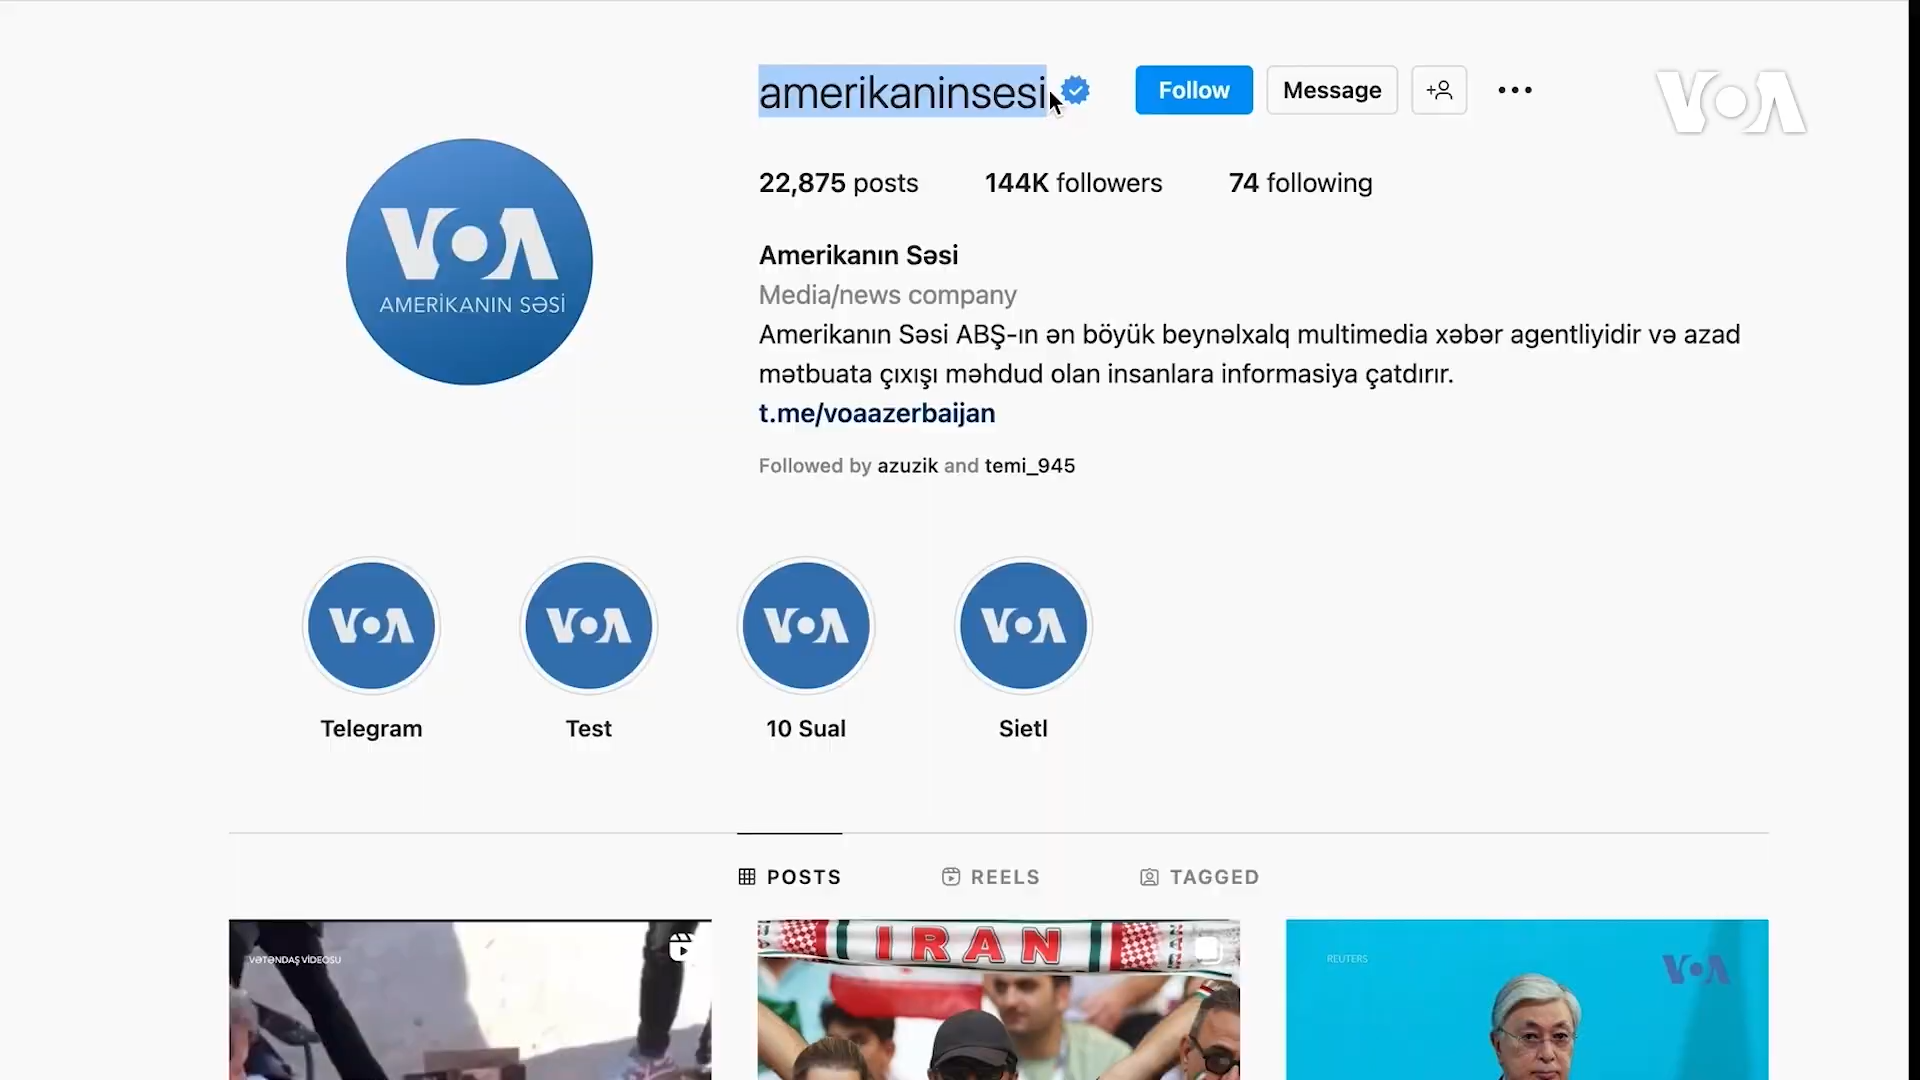 amerikaninsesi
Follow
Message
VOA
22,875 posts
144K followers
74 following
VOA
AMERİKANIN SƏSİ
Amerikanın Səsi
Media/news company
Amerikanın Səsi ABŞ-ın ən böyük beynəlxalq multimedia xəbər agentliyidir və azad
mətbuata çıxışı məhdud olan insanlara informasiya çatdırır.
t.me/voaazerbaijan
Followed by azuzik and temi_945
VOA
VOA
VOA
VOA
Telegram
Test
10 Sual
Sietl
POSTS
REELS
TAGGED
VƏTƏNDAŞ VİDEOSU
IRAN
REUTERS
VOA